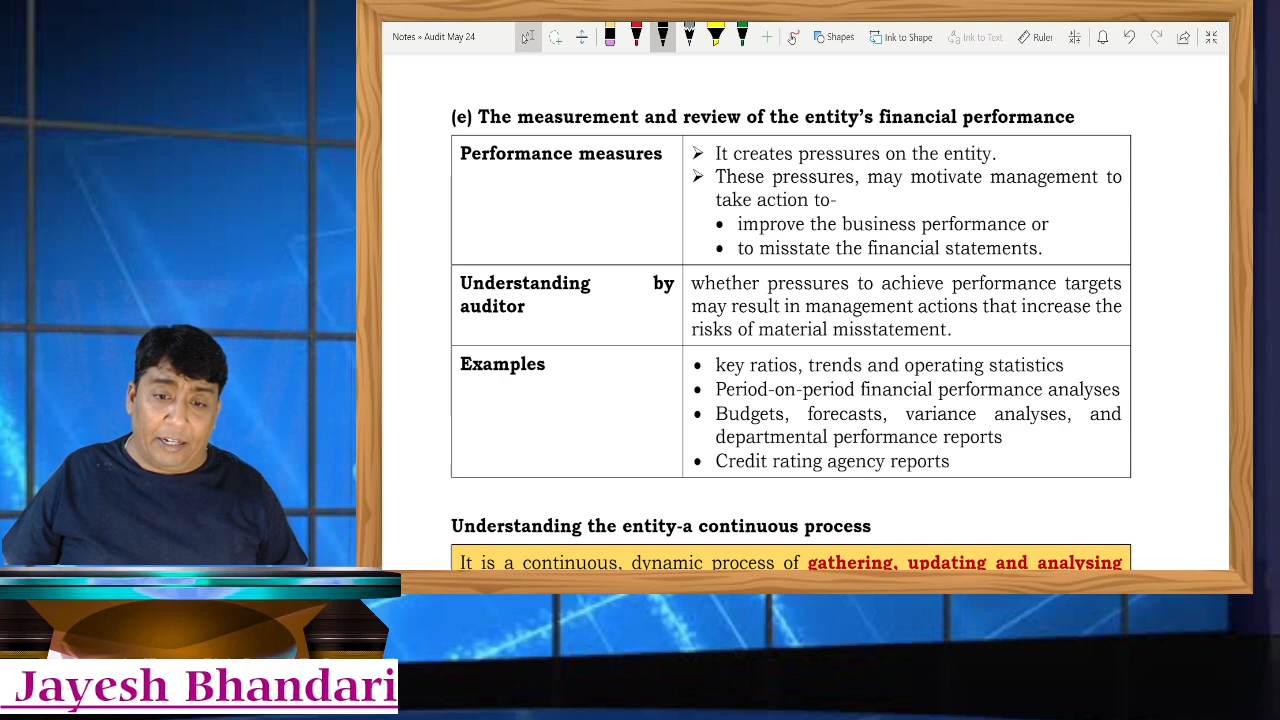 Notes » Audit May 24
Shapes
Ink to Shape
Ink to Text
Ruler
(e) The measurement and review of the entity's financial performance
Performance measures
➢ It creates pressures on the entity.
➢ These pressures, may motivate management to
take action to-
• improve the business performance or
• to misstate the financial statements.
Understanding by
auditor
whether pressures to achieve performance targets
may result in management actions that increase the
risks of material misstatement.
Examples
• key ratios, trends and operating statistics
• Period-on-period financial performance analyses
• Budgets, forecasts, variance analyses, and
departmental performance reports
• Credit rating agency reports
Understanding the entity-a continuous process
It is a continuous, dynamic process of gathering, updating and analysing
Jayesh Bhandari